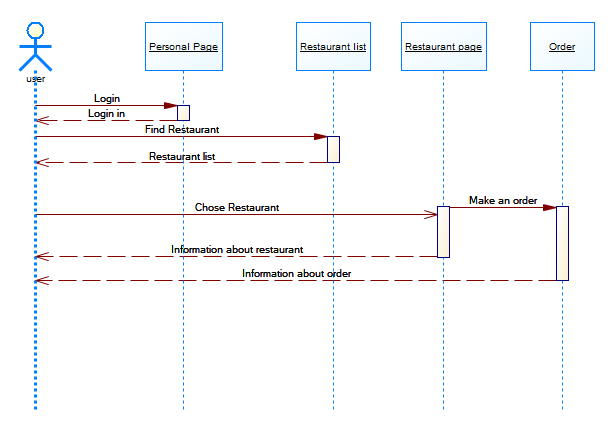 Personal Page
Restaurant list
Restaurant page
Order
user
Login
Login in
Find Restaurant
Restaurant list
Chose Restaurant
Make an order
Information about restaurant
Information about order